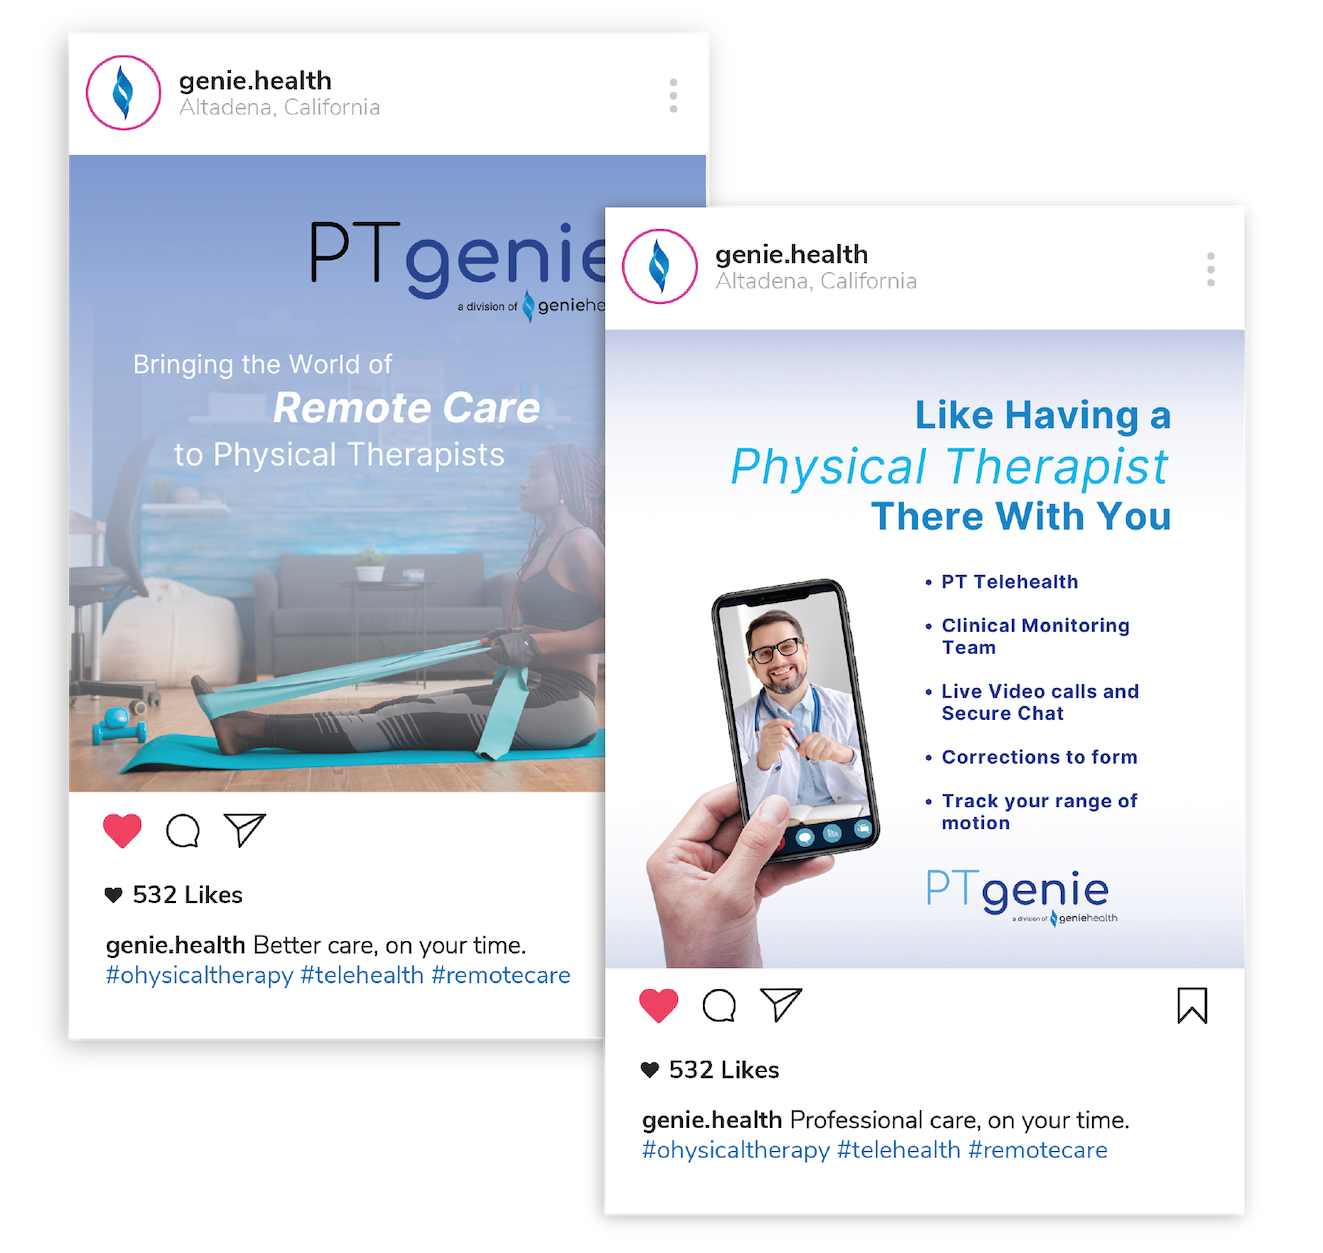 genie.health
Altadena, California
PTgenie
a division of geniehe
Bringing the World of
Remote Care
to Physical Therapists
532 Likes
genie.health Better care, on your time.
#ohysicaltherapy #telehealth #remotecare
genie.health
Altadena, California
Like Having a
Physical Therapist
There With You
• PT Telehealth
• Clinical Monitoring
Team
• Live Video calls and
Secure Chat
• Corrections to form
• Track your range of
motion
PTgenie
a division of geniehealth
532 Likes
genie.health Professional care, on your time.
#ohysicaltherapy #telehealth #remotecare